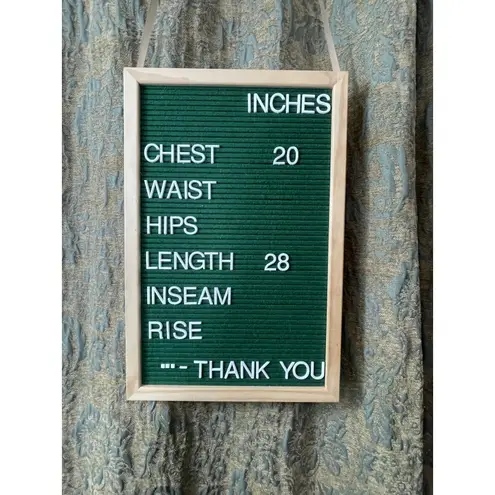 INCHES
CHEST 20
WAIST
HIPS
LENGTH 28
INSEAM
RISE
"'- THANK YOU